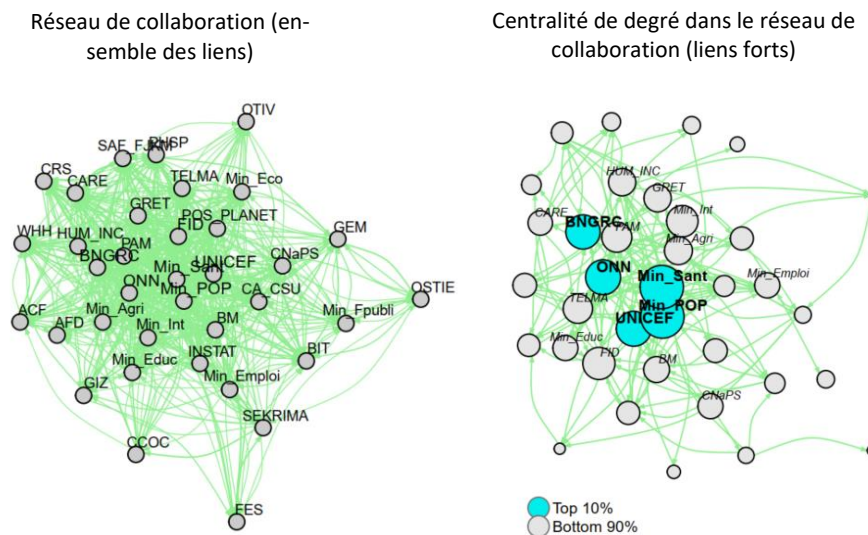 Réseau de collaboration (en-
semble des liens)
Centralité de degré dans le réseau de
collaboration (liens forts)
OTIV
PHSP
SAF_FJKM
CRS
CARE
TELMA
Min_Eco
GRET
POS_PLANET
FID
WHH
HUM_INC
GEM
PAM
BNGRC
UNICEF
CNaPS
Min_Sant
ONN
Min_POP
CA_CSU
OSTIE
ACF
Min_Agri
Min_Fpubli
AFD
Min_Int
BM
Min_Educ
INSTAT
BIT
GIZ
Min_Emploi
SEKRIMA
CCOC
FES
HUM_INC
GRET
CARE
BNGRC
Min_Int
PAM
Min_Agri
ONN
Min_Sant
Min_Emploi
TELMA
Min_POP
UNICEF
Min_Educ
FID
BM
CNaPS
Top 10%
Bottom 90%